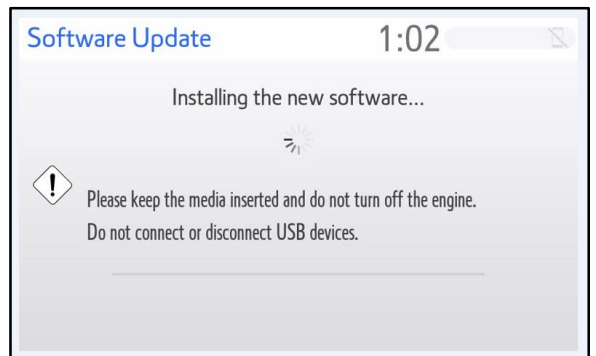 Software Update 1:02
Installing the new software...
!
Please keep the media inserted and do not turn off the engine.
Do not connect or disconnect USB devices.